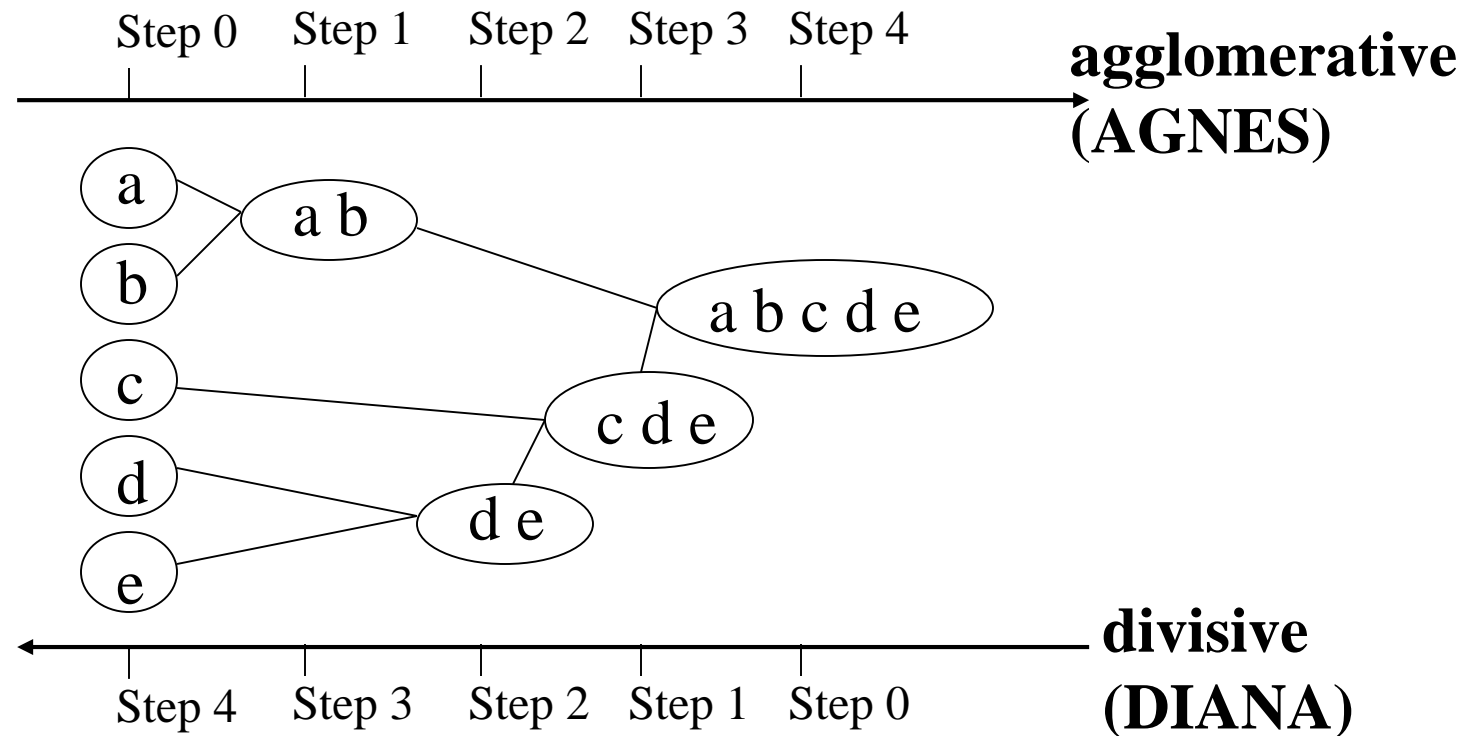 Step 0 Step 1 Step 2 Step 3 Step 4
agglomerative
(AGNES)
a
a b
b
a b c d e
c
c d e
d
d e
e
divisive
(DIANA)
Step 4 Step 3 Step 2 Step 1 Step 0